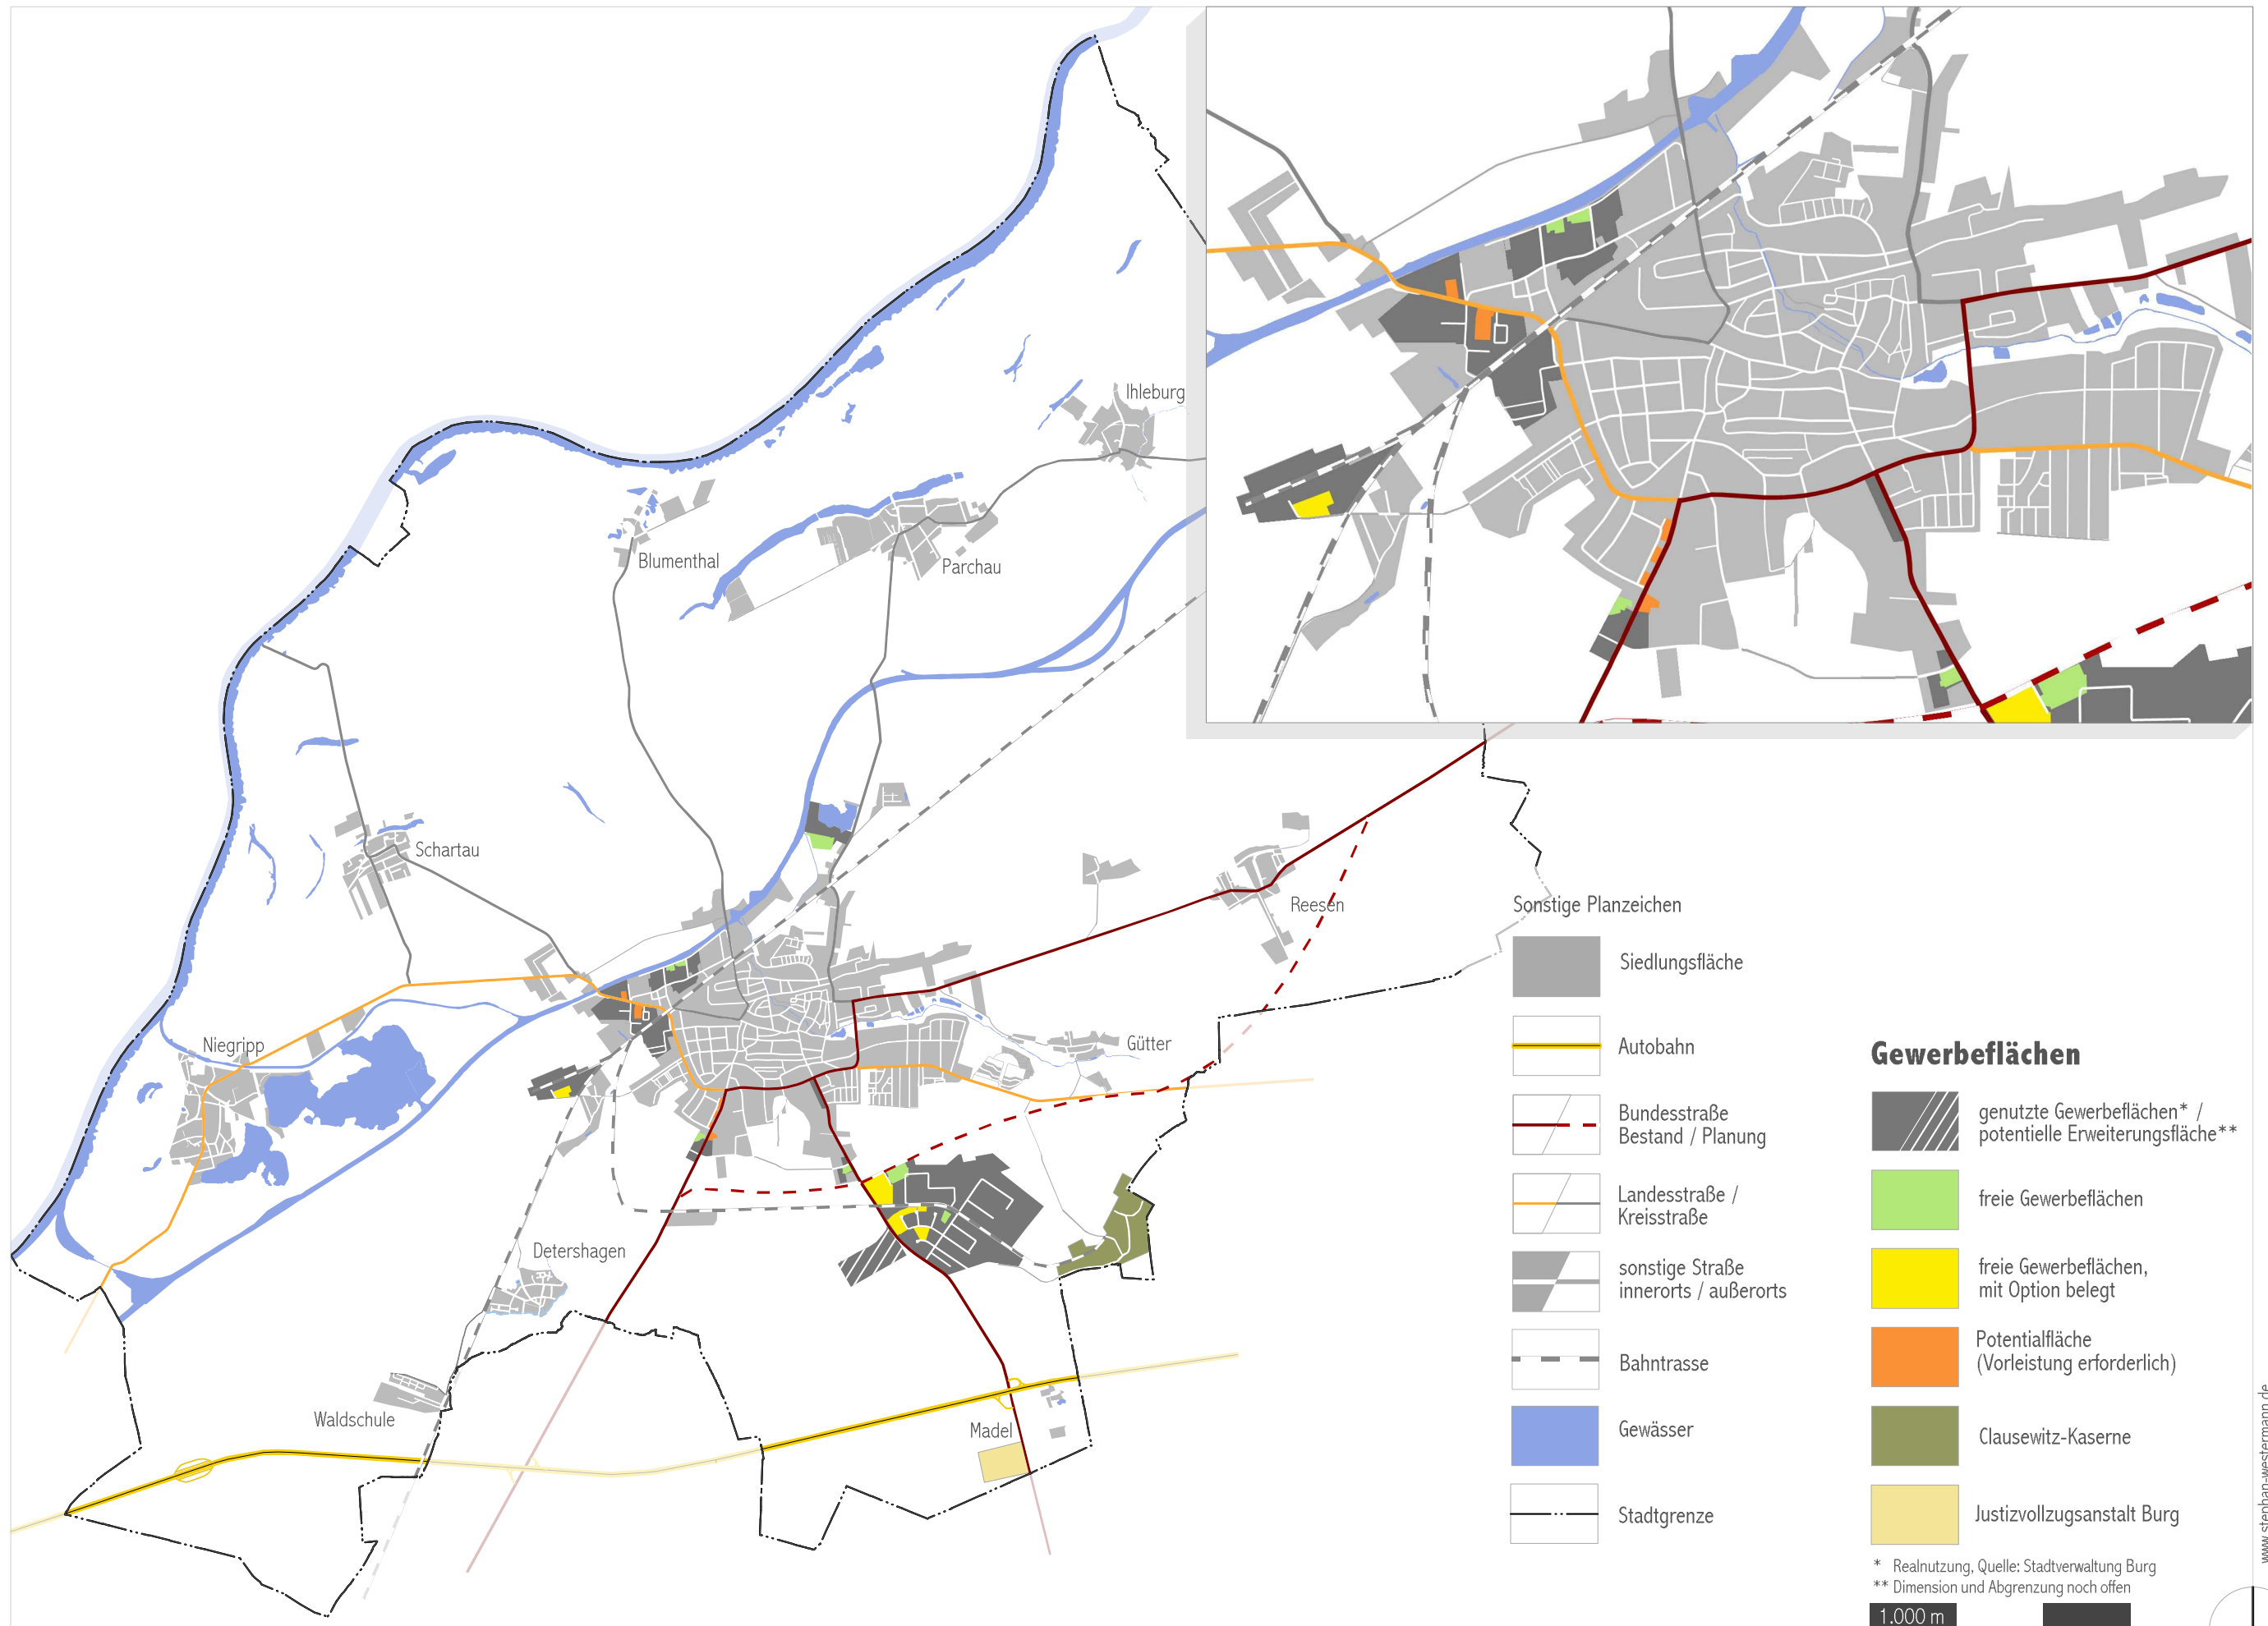 Ihleburg
Blumenthal
Parchau
Schartau
Reesen
Niegripp
Gütter
Detershagen
Waldschule
Madel
Sonstige Planzeichen
Siedlungsfläche
Autobahn
Bundesstraße
Bestand / Planung
Landesstraße /
Kreisstraße
sonstige Straße
innerorts / außerorts
Bahntrasse
Gewässer
Stadtgrenze
Gewerbeflächen
genutzte Gewerbeflächen* /
potentielle Erweiterungsfläche**
freie Gewerbeflächen
freie Gewerbeflächen,
mit Option belegt
Potentialfläche
(Vorleistung erforderlich)
Clausewitz-Kaserne
Justizvollzugsanstalt Burg
* Realnutzung, Quelle: Stadtverwaltung Burg
** Dimension und Abgrenzung noch offen
1.000 m
www.stephan-westermann.de